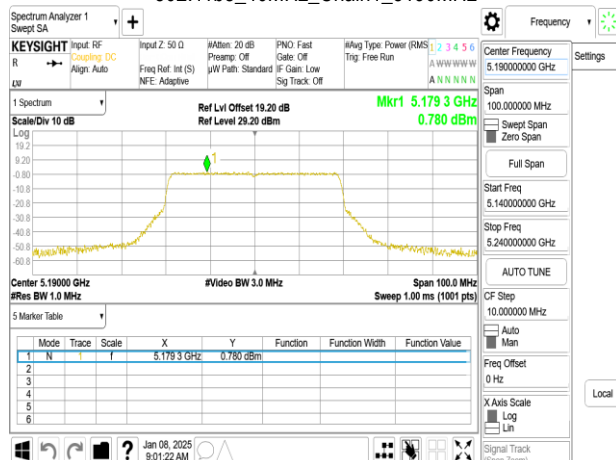 Spectrum Analyzer 1
Swept SA
Frequency
KEYSIGHT
R
Input: RF
Coupling: DC
Align: Auto
Input Z: 50 Ω
Freq Ref: Int (S)
NFE: Adaptive
#Atten: 20 dB
Preamp: Off
µW Path: Standard
PNO: Fast
Gate: Off
IF Gain: Low
Sig Track: Off
#Avg Type: Power (RMS
Trig: Free Run
1 2 3 4 5 6
A W W W W W
A N N N N N
Center Frequency
5.190000000 GHz
Settings
Span
100.000000 MHz
Swept Span
Zero Span
Full Span
Start Freq
5.140000000 GHz
Stop Freq
5.240000000 GHz
AUTO TUNE
CF Step
10.000000 MHz
Auto
Man
Freq Offset
0 Hz
X Axis Scale
Log
Lin
Signal Track
Local
1 Spectrum
Scale/Div 10 dB
Ref Lvl Offset 19.20 dB
Ref Level 29.20 dBm
Mkr1 5.179 3 GHz
0.780 dBm
Log
19.2
9.20
-0.80
-10.8
-20.8
-30.8
-40.8
-50.8
-60.8
1
Center 5.19000 GHz
#Res BW 1.0 MHz
#Video BW 3.0 MHz
Span 100.0 MHz
Sweep 1.00 ms (1001 pts)
5 Marker Table
Mode Trace Scale X Y Function Function Width Function Value
1 N 1 f 5.179 3 GHz 0.780 dBm
2
3
4
5
6
?
Jan 08, 2025
9:01:22 AM